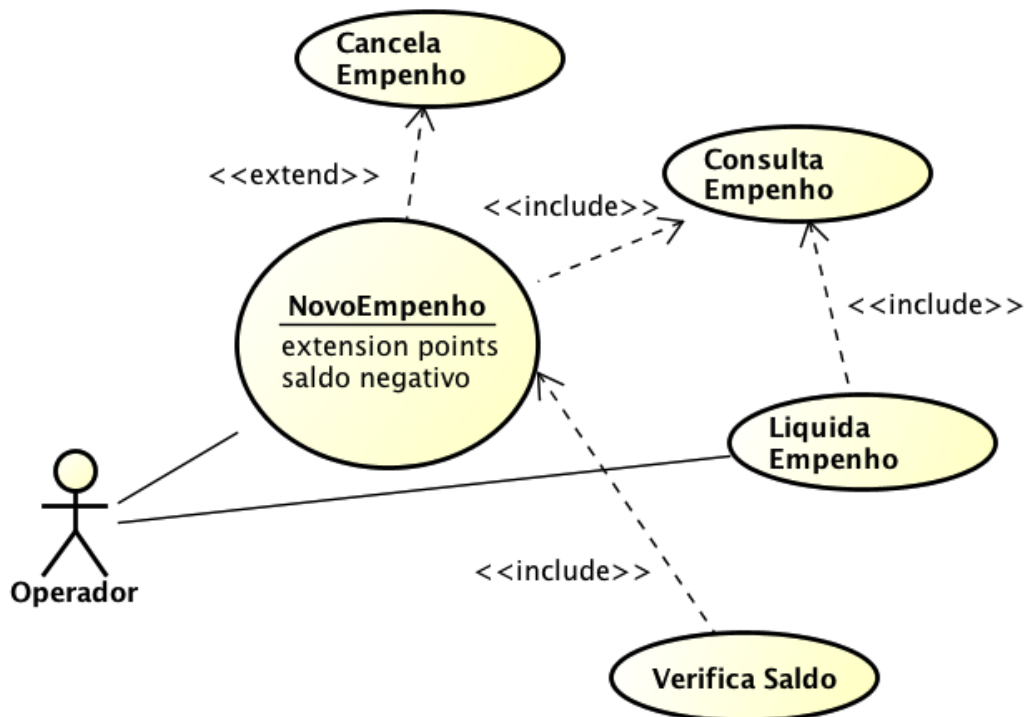 Cancela
Empenho
<<extend>>
Consulta
Empenho
<<include>>
NovoEmpenho
extension points
saldo negativo
<<include>>
Liquida
Empenho
Operador
<<include>>
Verifica Saldo